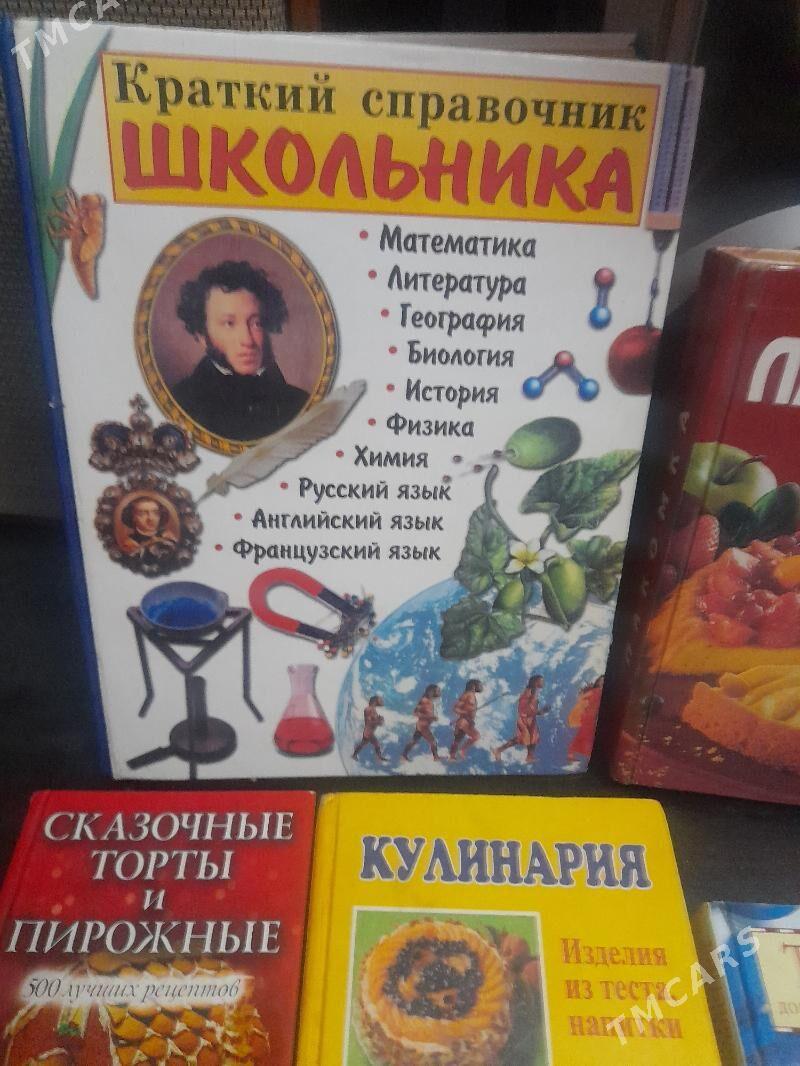 TMCARS
Краткий справочник
ШКОЛЬНИКА
• Математика
• Литература
• География
• Биология
• История
• Физика
• Химия
• Русский язык
• Английский язык
• Французский язык
СКАЗОЧНЫЕ
ТОРТЫ
и
ПИРОЖНЫЕ
500 лучших рецептов
КУЛИНАРИЯ
Изделия
из теста,
напитки
TMCARS